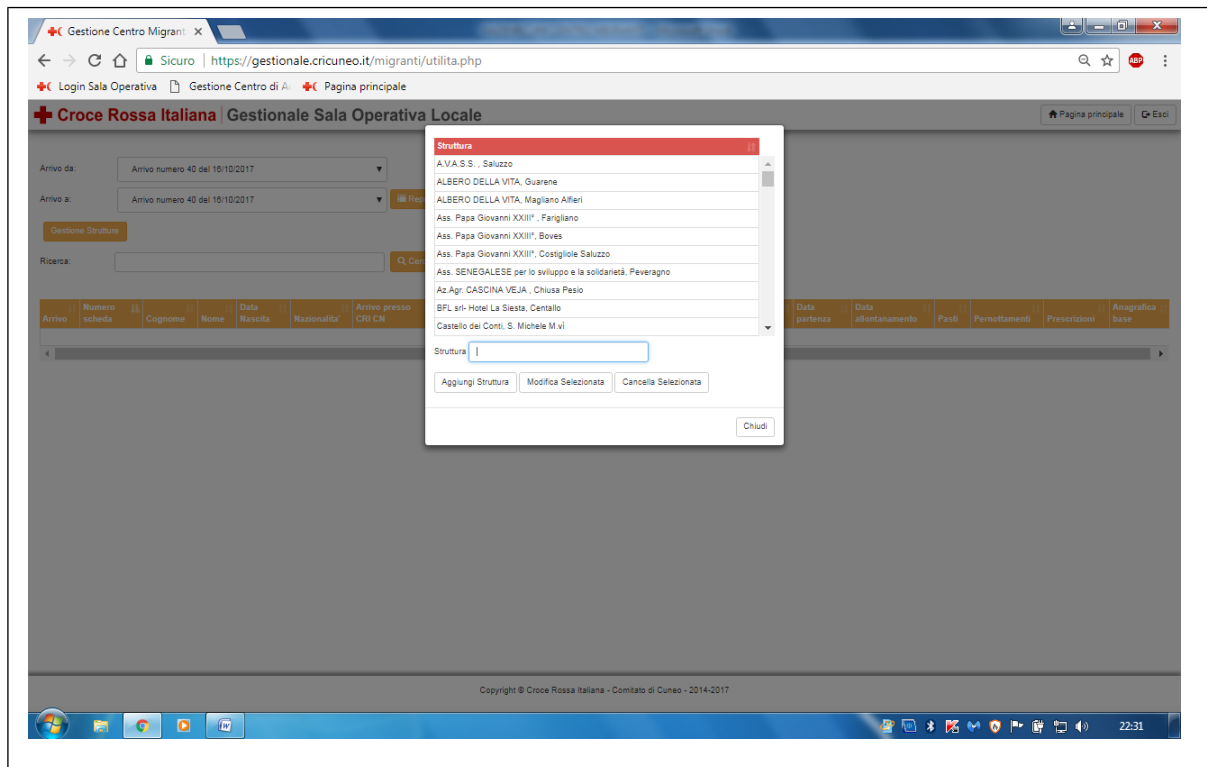 Gestione Centro Migrant
Sicuro | https://gestionale.cricuneo.it/migranti/utilita.php
ABP
Login Sala Operativa Gestione Centro di A Pagina principale
Croce Rossa Italiana | Gestionale Sala Operativa Locale
Pagina principale Esci
Struttura
A.V.A.S.S. , Saluzzo
Arrivo da: Arrivo numero 40 del 16/10/2017
ALBERO DELLA VITA, Guarene
Arrivo a: Arrivo numero 40 del 16/10/2017 Rep
ALBERO DELLA VITA, Magliano Alfieri
Ass. Papa Giovanni XXIII° , Farigliano
Gestione Strutture
Ass. Papa Giovanni XXIII°, Boves
Ass. Papa Giovanni XXIII°, Costigliole Saluzzo
Ricerca: Cer
Ass. SENEGALESE per lo sviluppo e la solidarietà, Peveragno
Az.Agr. CASCINA VEJA , Chiusa Pesio
BFL srl- Hotel La Siesta, Centallo
Castello dei Conti, S. Michele M.vì
Arrivo Numero scheda Cognome Nome Data Nascita Nazionalita' Arrivo presso CRI CN Data partenza Data allontanamento Pasti Pernottamenti Prescrizioni Anagrafica base
Struttura
Aggiungi Struttura Modifica Selezionata Cancella Selezionata
Chiudi
Copyright © Croce Rossa Italiana - Comitato di Cuneo - 2014-2017
22:31